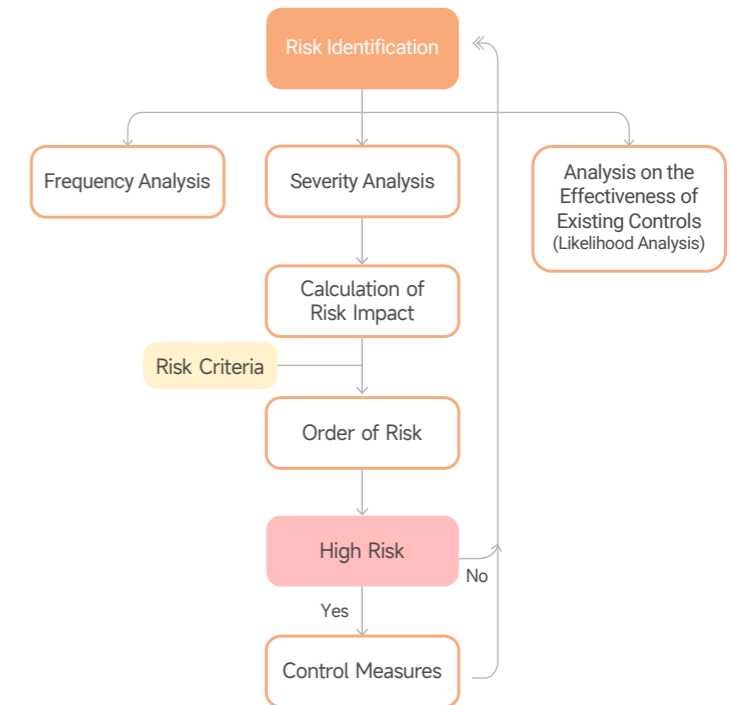 Risk Identification
Frequency Analysis
Severity Analysis
Analysis on the
Effectiveness of
Existing Controls
(Likelihood Analysis)
Calculation of
Risk Impact
Risk Criteria
Order of Risk
High Risk
No
Yes
Control Measures